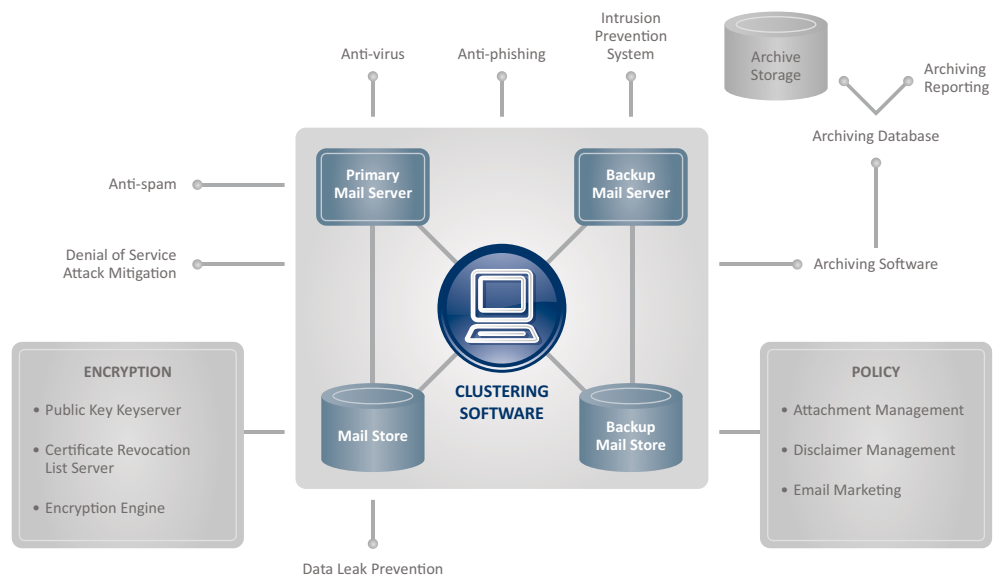 Anti-virus
Anti-phishing
Intrusion
Prevention
System
Archive
Storage
Archiving
Reporting
Archiving Database
Primary
Mail Server
Backup
Mail Server
Anti-spam
Denial of Service
Attack Mitigation
Archiving Software
CLUSTERING
SOFTWARE
Mail Store
Backup
Mail Store
ENCRYPTION
• Public Key Keyserver
• Certificate Revocation
List Server
• Encryption Engine
POLICY
• Attachment Management
• Disclaimer Management
• Email Marketing
Data Leak Prevention